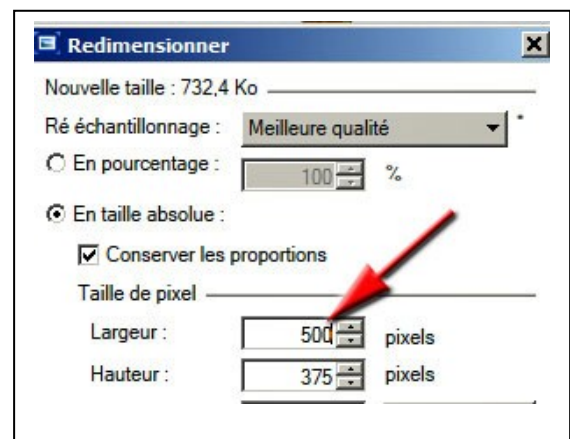 Redimensionner
Nouvelle taille : 732,4 Ko
Ré échantillonnage : Meilleure qualité *
En pourcentage : 100 %
En taille absolue :
Conserver les proportions
Taille de pixel
Largeur : 500 pixels
Hauteur : 375 pixels